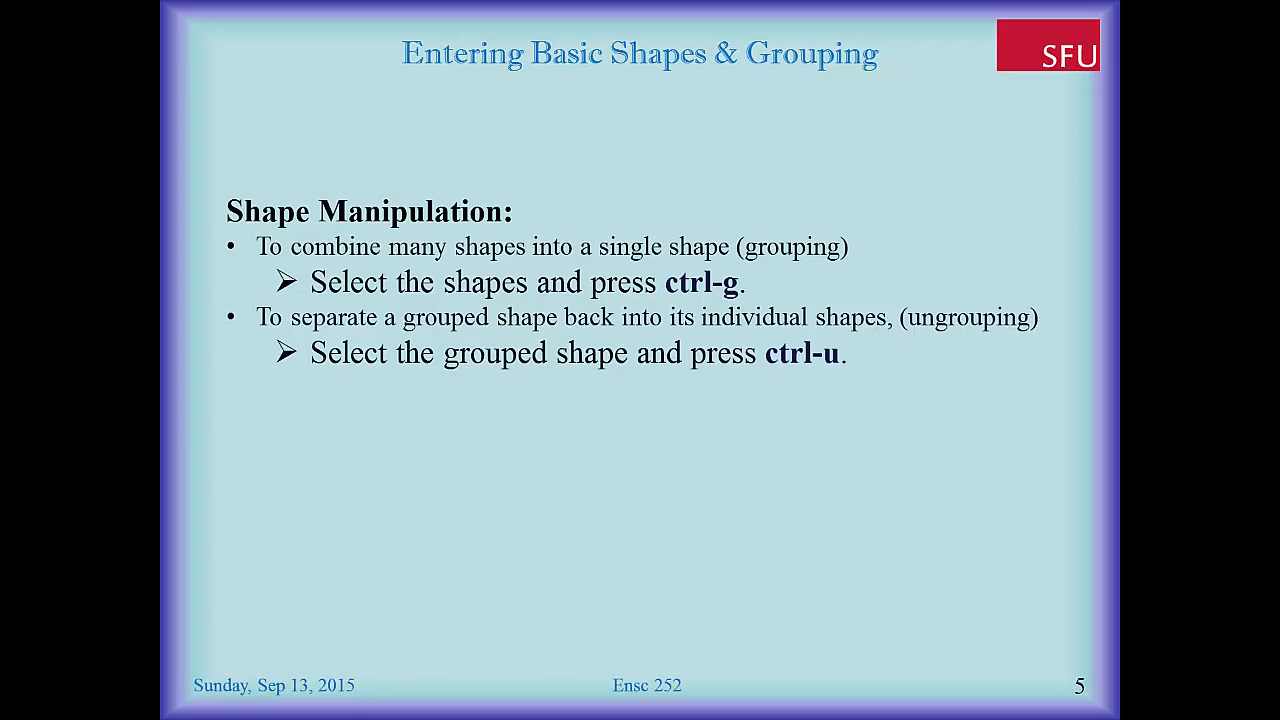 Entering Basic Shapes & Grouping
SFU
Shape Manipulation:
• To combine many shapes into a single shape (grouping)
➢ Select the shapes and press ctrl-g.
• To separate a grouped shape back into its individual shapes, (ungrouping)
➢ Select the grouped shape and press ctrl-u.
Sunday, Sep 13, 2015
Ensc 252
5